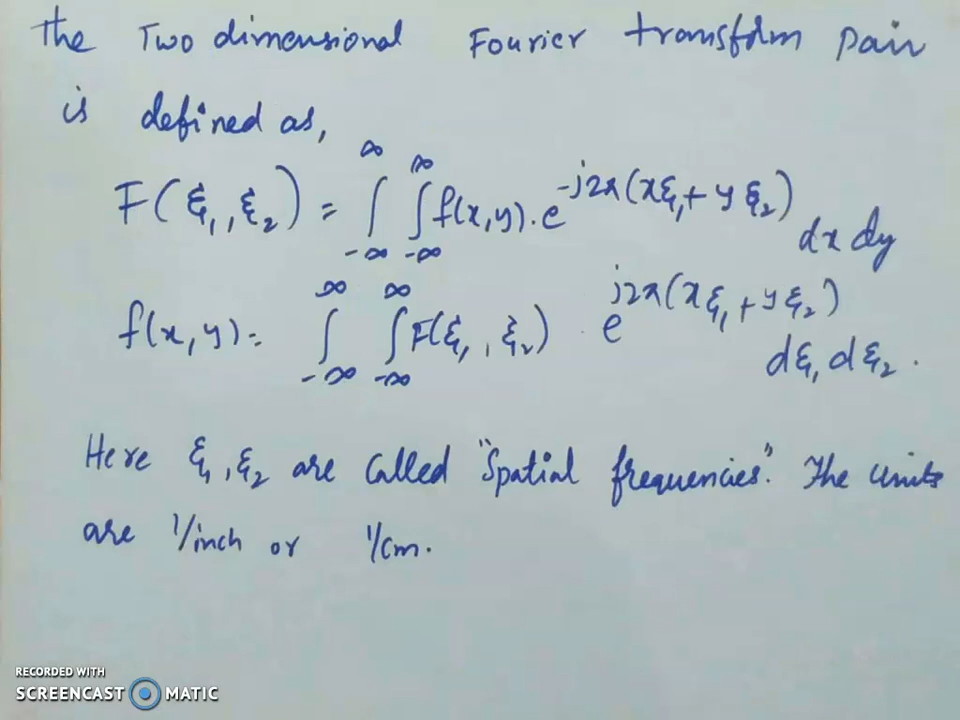 The Two dimensional Fourier transform pair
is defined as,
F(ξ₁, ξ₂) = ∫_{-∞}^{∞} ∫_{-∞}^{∞} f(x,y). e^{-j2π(xξ₁ + yξ₂)} dx dy
f(x,y) = ∫_{-∞}^{∞} ∫_{-∞}^{∞} F(ξ₁, ξ₂) . e^{j2π(xξ₁ + yξ₂)} dξ₁ dξ₂.
Here ξ₁, ξ₂ are called "Spatial frequencies". The units
are 1/inch or 1/cm.
RECORDED WITH
SCREENCAST MATIC